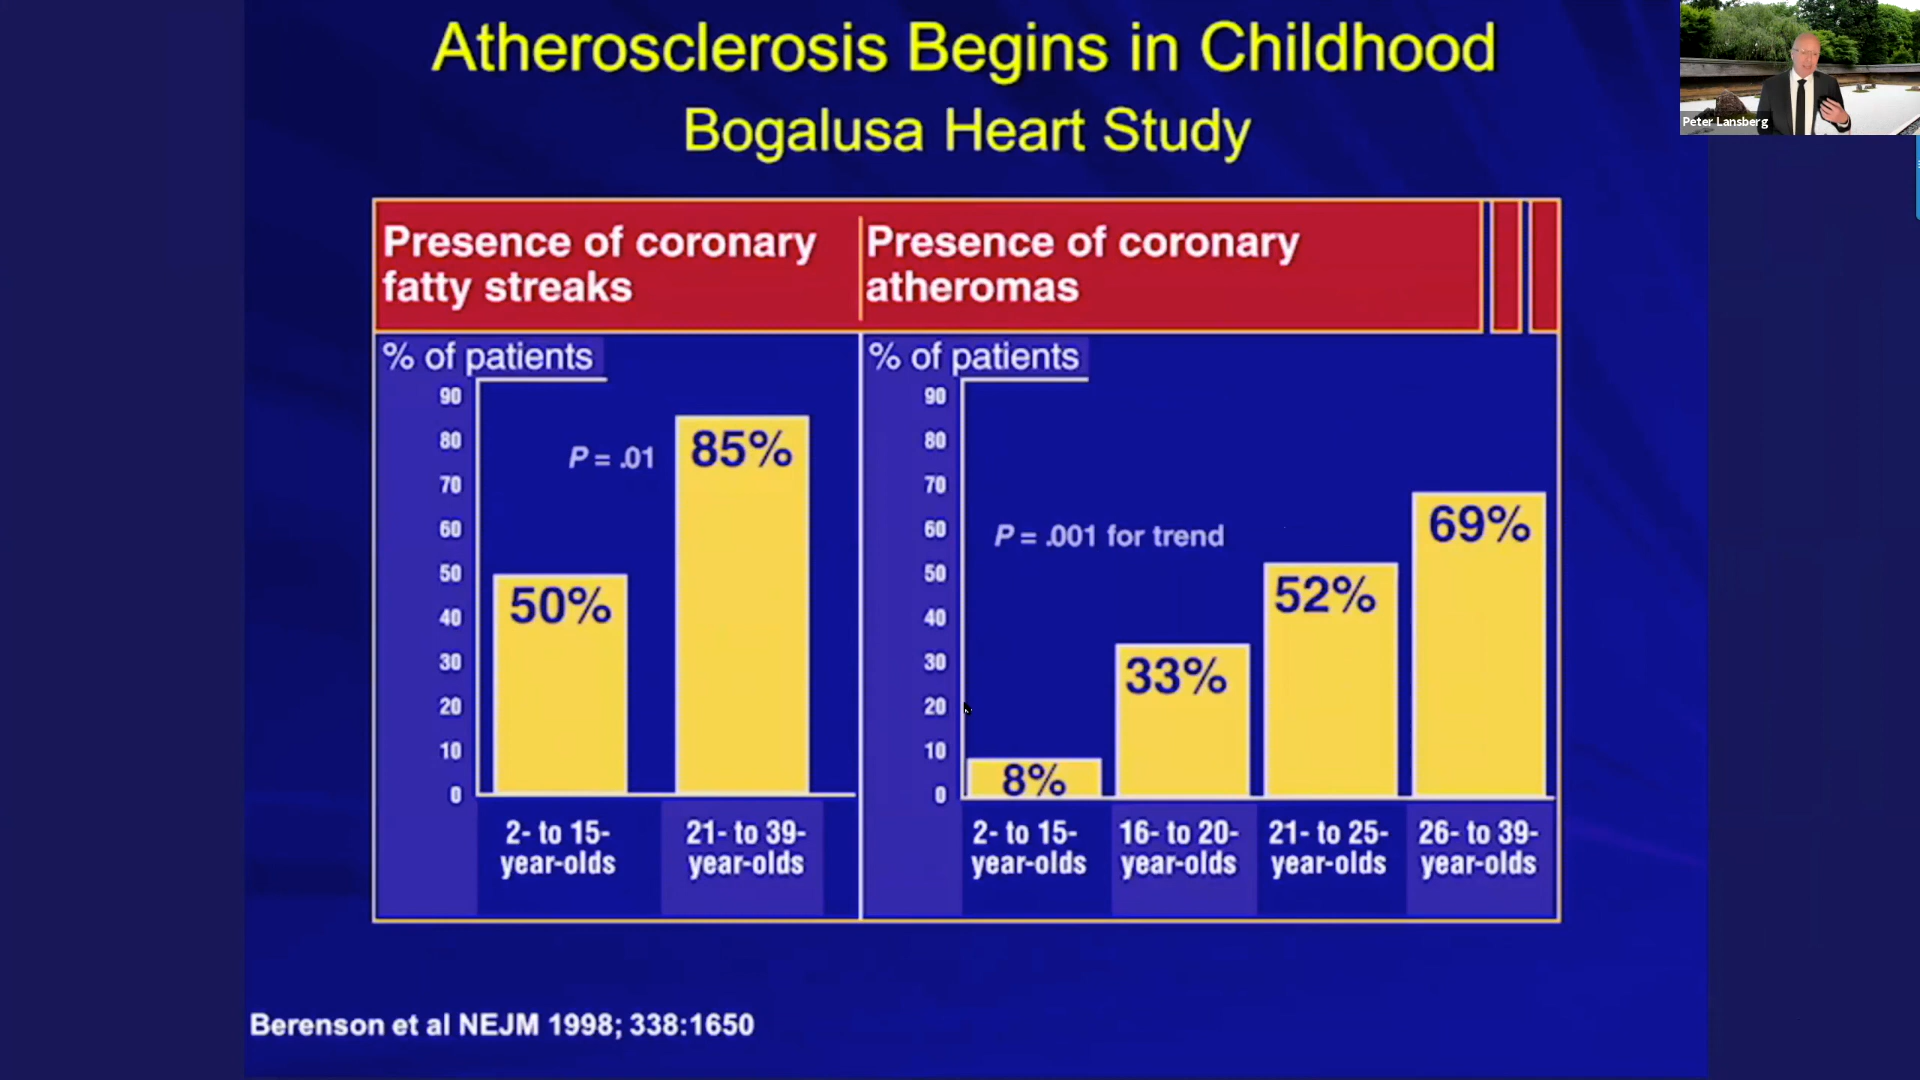 Atherosclerosis Begins in Childhood
Bogalusa Heart Study
Peter Lansberg
Presence of coronary
fatty streaks
Presence of coronary
atheromas
% of patients
90
80
70
60
50
40
30
20
10
0
P = .01
50%
85%
2- to 15-
year-olds
21- to 39-
year-olds
% of patients
90
80
70
60
50
40
30
20
10
0
P = .001 for trend
8%
33%
52%
69%
2- to 15-
year-olds
16- to 20-
year-olds
21- to 25-
year-olds
26- to 39-
year-olds
Berenson et al NEJM 1998; 338:1650